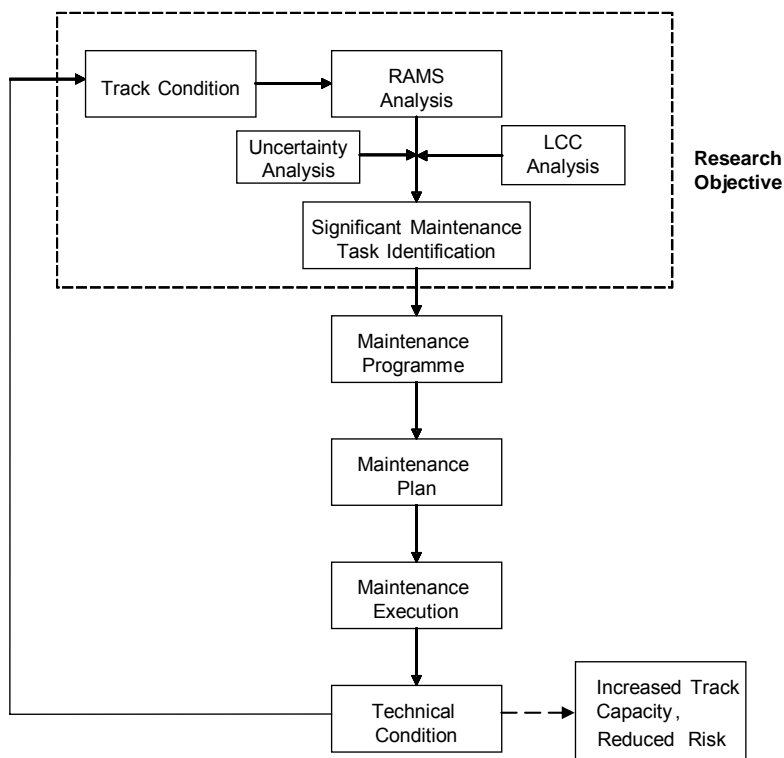 Track Condition
RAMS
Analysis
Uncertainty
Analysis
LCC
Analysis
Research
Objective
Significant Maintenance
Task Identification
Maintenance
Programme
Maintenance
Plan
Maintenance
Execution
Technical
Condition
Increased Track
Capacity,
Reduced Risk